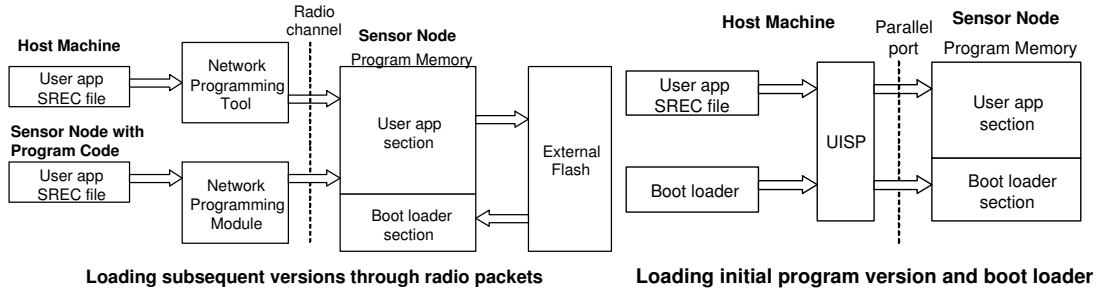 Radio
channel
Host Machine
User app
SREC file
Network
Programming
Tool
Sensor Node
Program Memory
User app
section
Sensor Node with
Program Code
User app
SREC file
Network
Programming
Module
Boot loader
section
External
Flash
Loading subsequent versions through radio packets
Host Machine
Parallel
port
Sensor Node
Program Memory
User app
SREC file
UISP
User app
section
Boot loader
Boot loader
section
Loading initial program version and boot loader